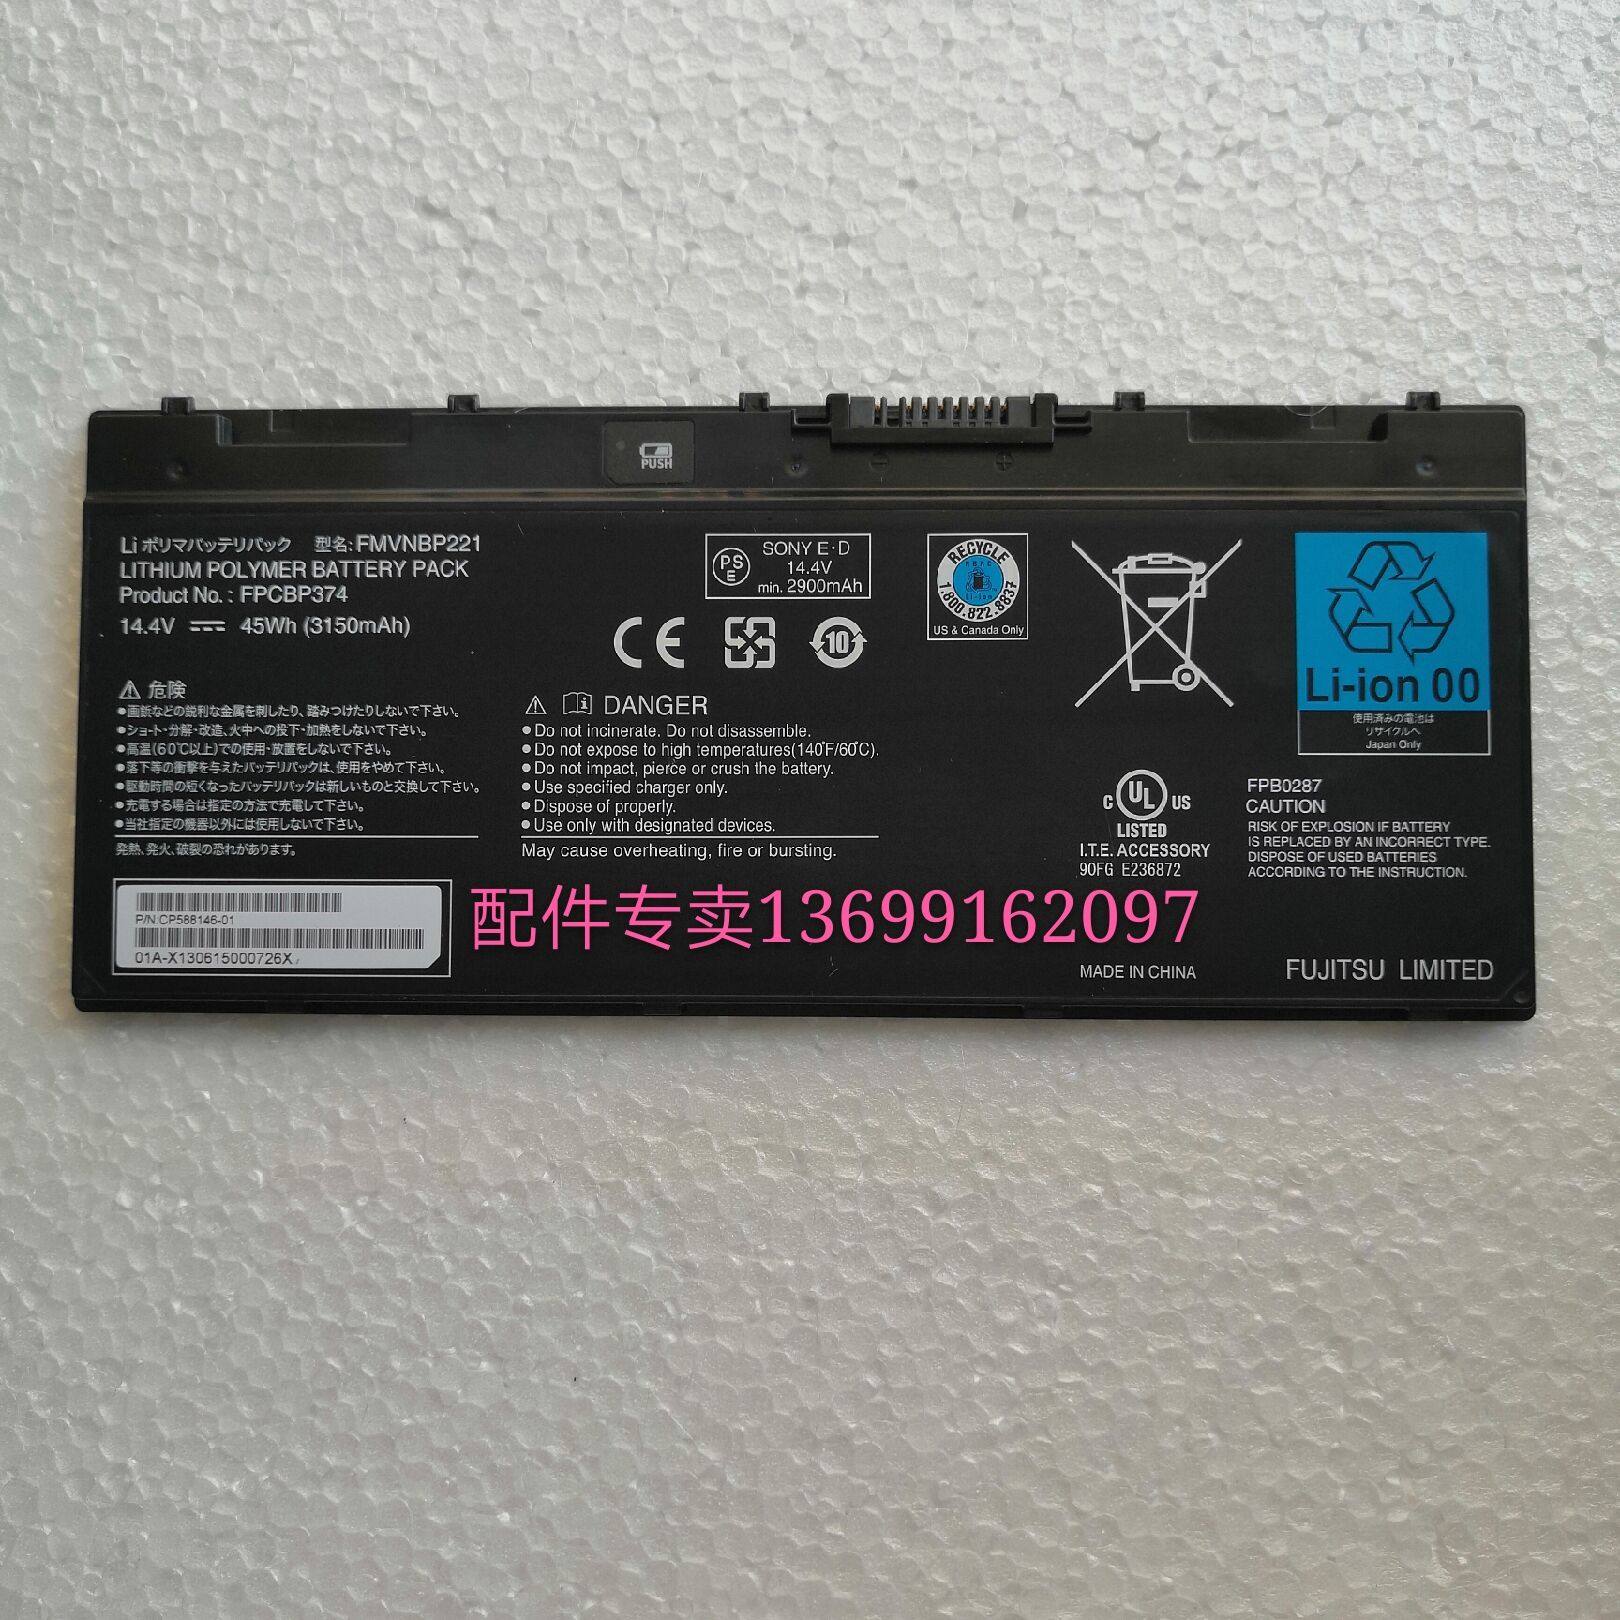 PUSH
Li ポリマバッテリパック 型名:FMVNBP221
LITHIUM POLYMER BATTERY PACK
Product No. : FPCBP374
14.4V 45Wh (3150mAh)
PS
E
SONY E·D
14.4V
min. 2900mAh
CE
10
RECYCLE
RBRC
Li-ion
1.800.822.8837
US & Canada Only
Li-ion 00
使用済みの電池は
リサイクルへ
Japan Only
危険
●画鋲などの鋭利な金属を刺したり、踏みつけたりしないで下さい。
●ショート・分解・改造、火中への投下・加熱をしないで下さい。
●高温(60℃以上)での使用・放置をしないで下さい。
●落下等の衝撃を与えたバッテリパックは、使用をやめて下さい。
●駆動時間の短くなったバッテリパックは新しいものと交換して下さい。
●充電する場合は指定の方法で充電して下さい。
●当社指定の機器以外には使用しないで下さい。
発熱、発火、破裂の恐れがあります。
DANGER
●Do not incinerate. Do not disassemble.
●Do not expose to high temperatures(140°F/60°C).
●Do not impact, pierce or crush the battery.
●Use specified charger only.
●Dispose of properly.
●Use only with designated devices.
May cause overheating, fire or bursting.
C UL US
LISTED
I.T.E. ACCESSORY
90FG E236872
FPB0287
CAUTION
RISK OF EXPLOSION IF BATTERY
IS REPLACED BY AN INCORRECT TYPE.
DISPOSE OF USED BATTERIES
ACCORDING TO THE INSTRUCTION.
P/N:CP588146-01
01A-X130615000726X
配件专卖13699162097
MADE IN CHINA
FUJITSU LIMITED